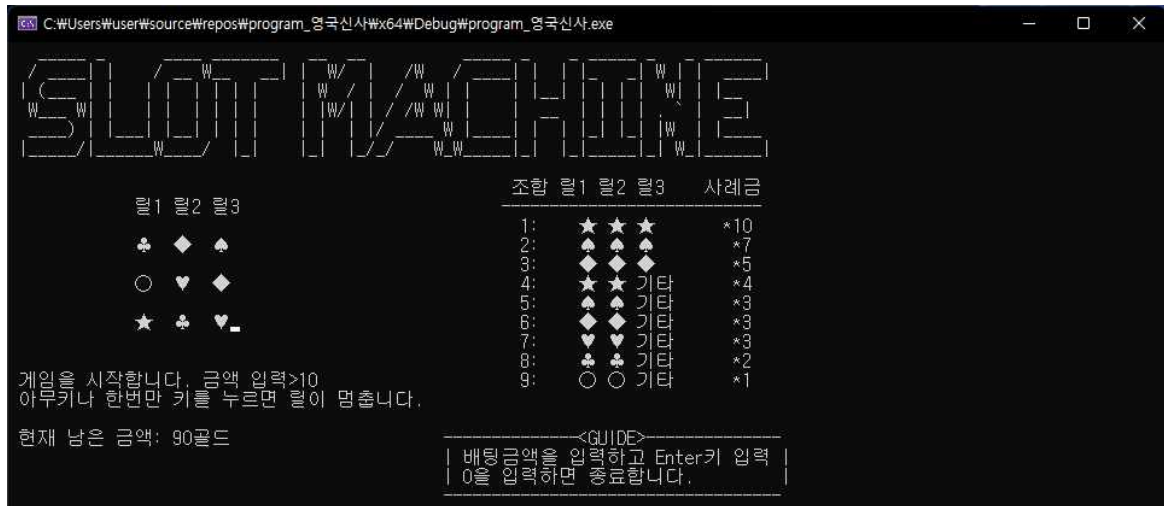 C:₩Users₩user₩source₩repos₩program_영국신사₩x64₩Debug₩program_영국신사.exe
SLOT MACHINE
릴1 릴2 릴3
♣ ◆ ♠
○ ♥ ◆
★ ♣ ♥
조합 릴1 릴2 릴3 사례금
1: ★ ★ ★ *10
2: ♠ ♠ ♠ *7
3: ◆ ◆ ◆ *5
4: ★ ★ 기타 *4
5: ♠ ♠ 기타 *3
6: ◆ ◆ 기타 *3
7: ♥ ♥ 기타 *3
8: ♣ ♣ 기타 *2
9: ○ ○ 기타 *1
게임을 시작합니다. 금액 입력>10
아무키나 한번만 키를 누르면 릴이 멈춥니다.
현재 남은 금액: 90골드
<GUIDE>
| 배팅금액을 입력하고 Enter키 입력 |
| 0을 입력하면 종료합니다. |